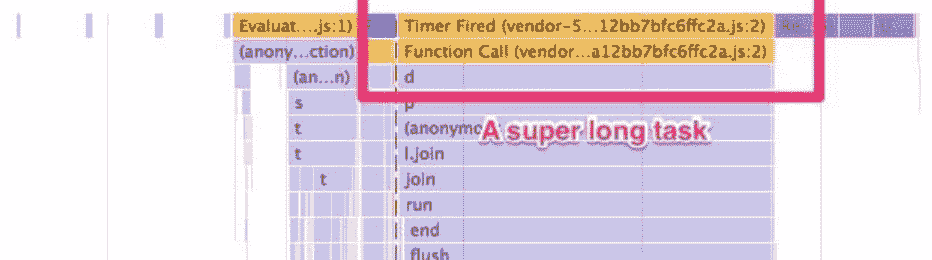 Evaluat….js:1) Timer Fired (vendor-5…12bb7bfc6ffc2a.js:2)
(anony…ction) Function Call (vendor…a12bb7bfc6ffc2a.js:2)
(an…n) d
s p
t (anonymo
A super long task
t l.join
t join
run
end
flush